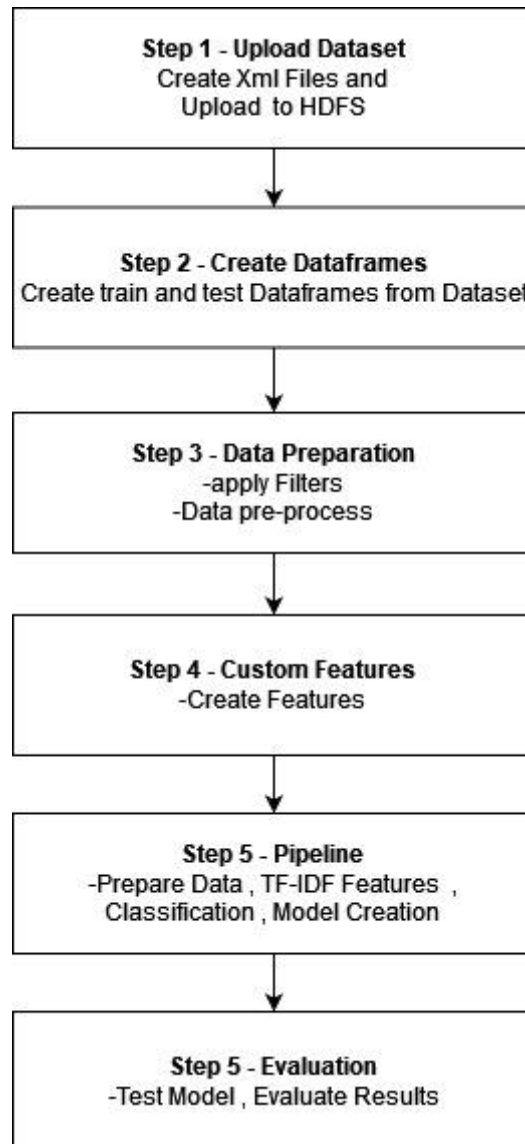 Step 1 - Upload Dataset
Create Xml Files and
Upload to HDFS
Step 2 - Create Dataframes
Create train and test Dataframes from Dataset
Step 3 - Data Preparation
-apply Filters
-Data pre-process
Step 4 - Custom Features
-Create Features
Step 5 - Pipeline
-Prepare Data , TF-IDF Features ,
Classification , Model Creation
Step 5 - Evaluation
-Test Model , Evaluate Results